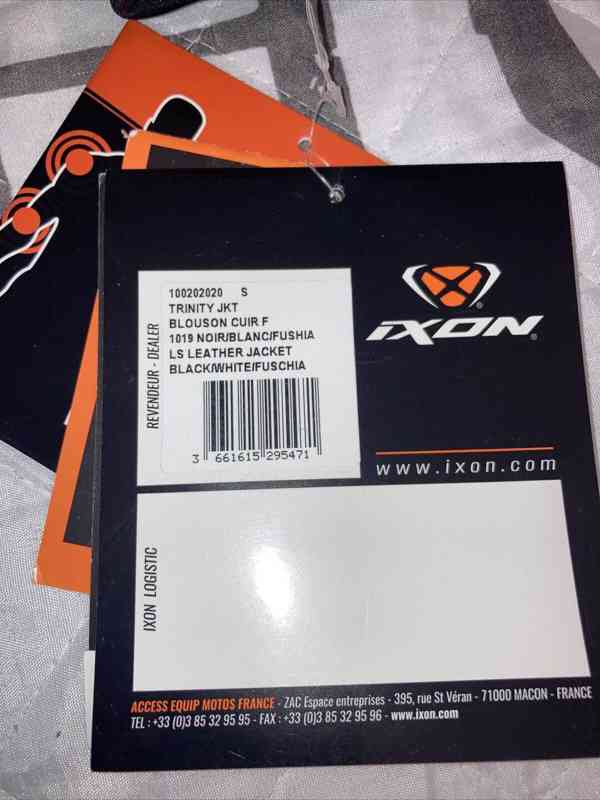 100202020 S
TRINITY JKT
BLOUSON CUIR F
1019 NOIR/BLANC/FUSHIA
LS LEATHER JACKET
BLACK/WHITE/FUSCHIA
3 661615 295471
REVENDEUR - DEALER
iXON
www.ixon.com
IXON LOGISTIC
ACCESS EQUIP MOTOS FRANCE - ZAC Espace entreprises - 395, rue St Véran - 71000 MACON - FRANCE
TEL : +33 (0)3 85 32 95 95 - FAX : +33 (0)3 85 32 95 96 - www.ixon.com